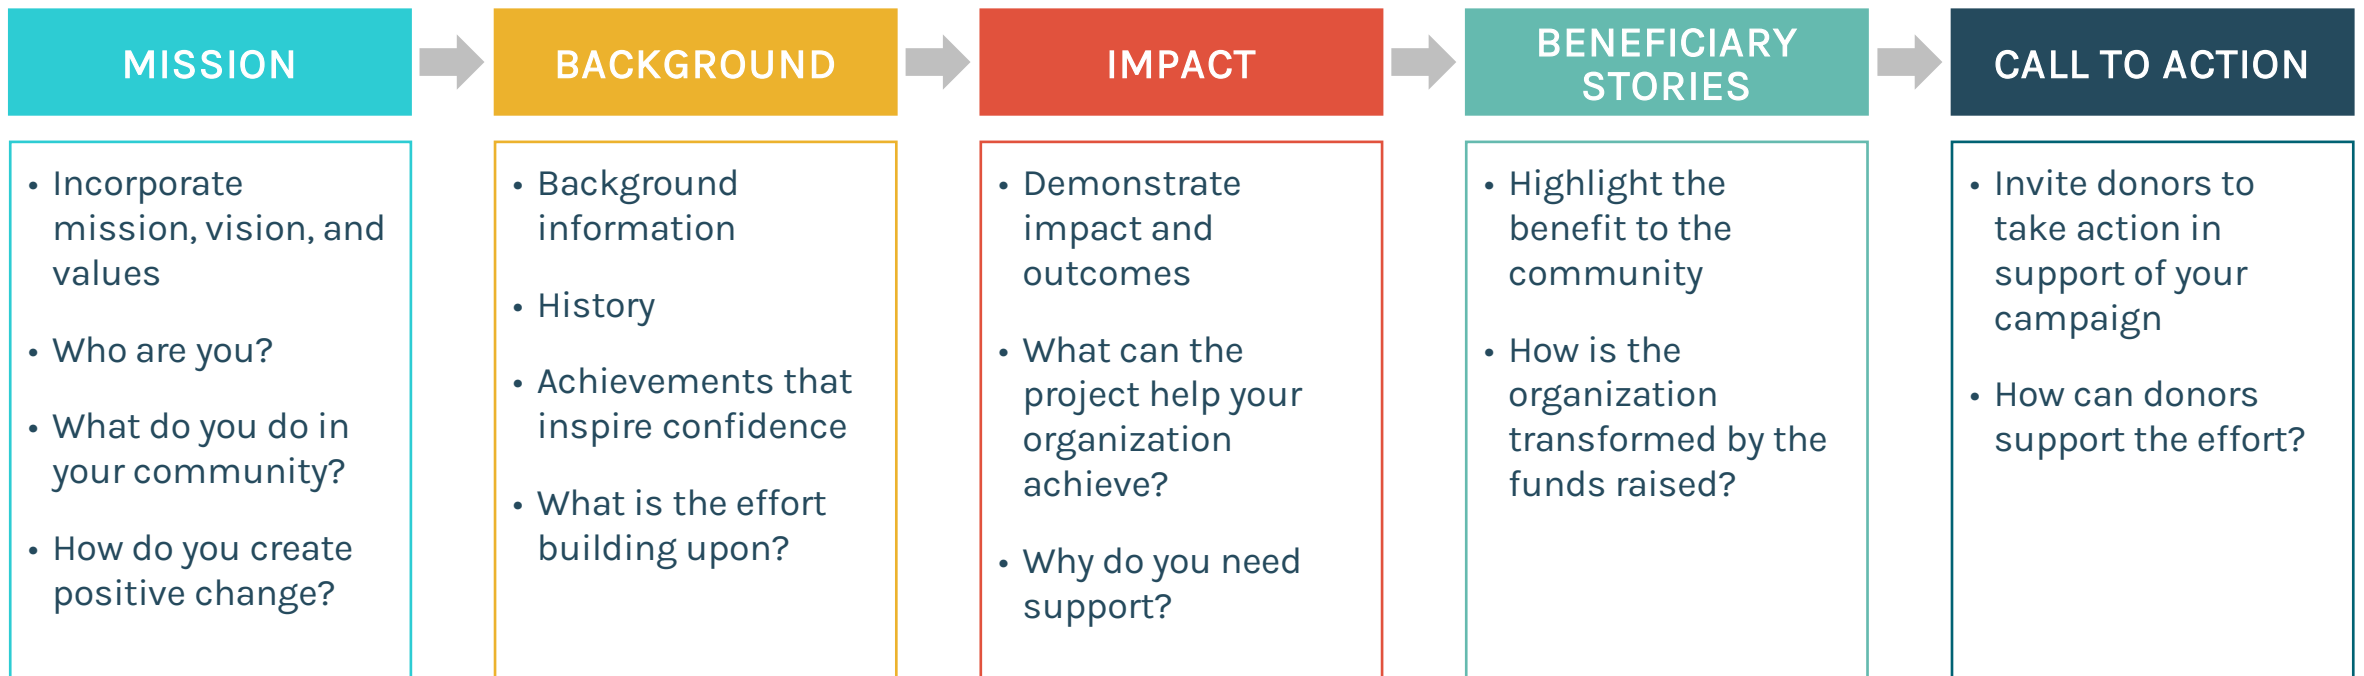 MISSION
• Incorporate
mission, vision, and
values
• Who are you?
• What do you do in
your community?
• How do you create
positive change?
BACKGROUND
• Background
information
• History
• Achievements that
inspire confidence
• What is the effort
building upon?
IMPACT
• Demonstrate
impact and
outcomes
• What can the
project help your
organization
achieve?
• Why do you need
support?
BENEFICIARY
STORIES
• Highlight the
benefit to the
community
• How is the
organization
transformed by the
funds raised?
CALL TO ACTION
• Invite donors to
take action in
support of your
campaign
• How can donors
support the effort?